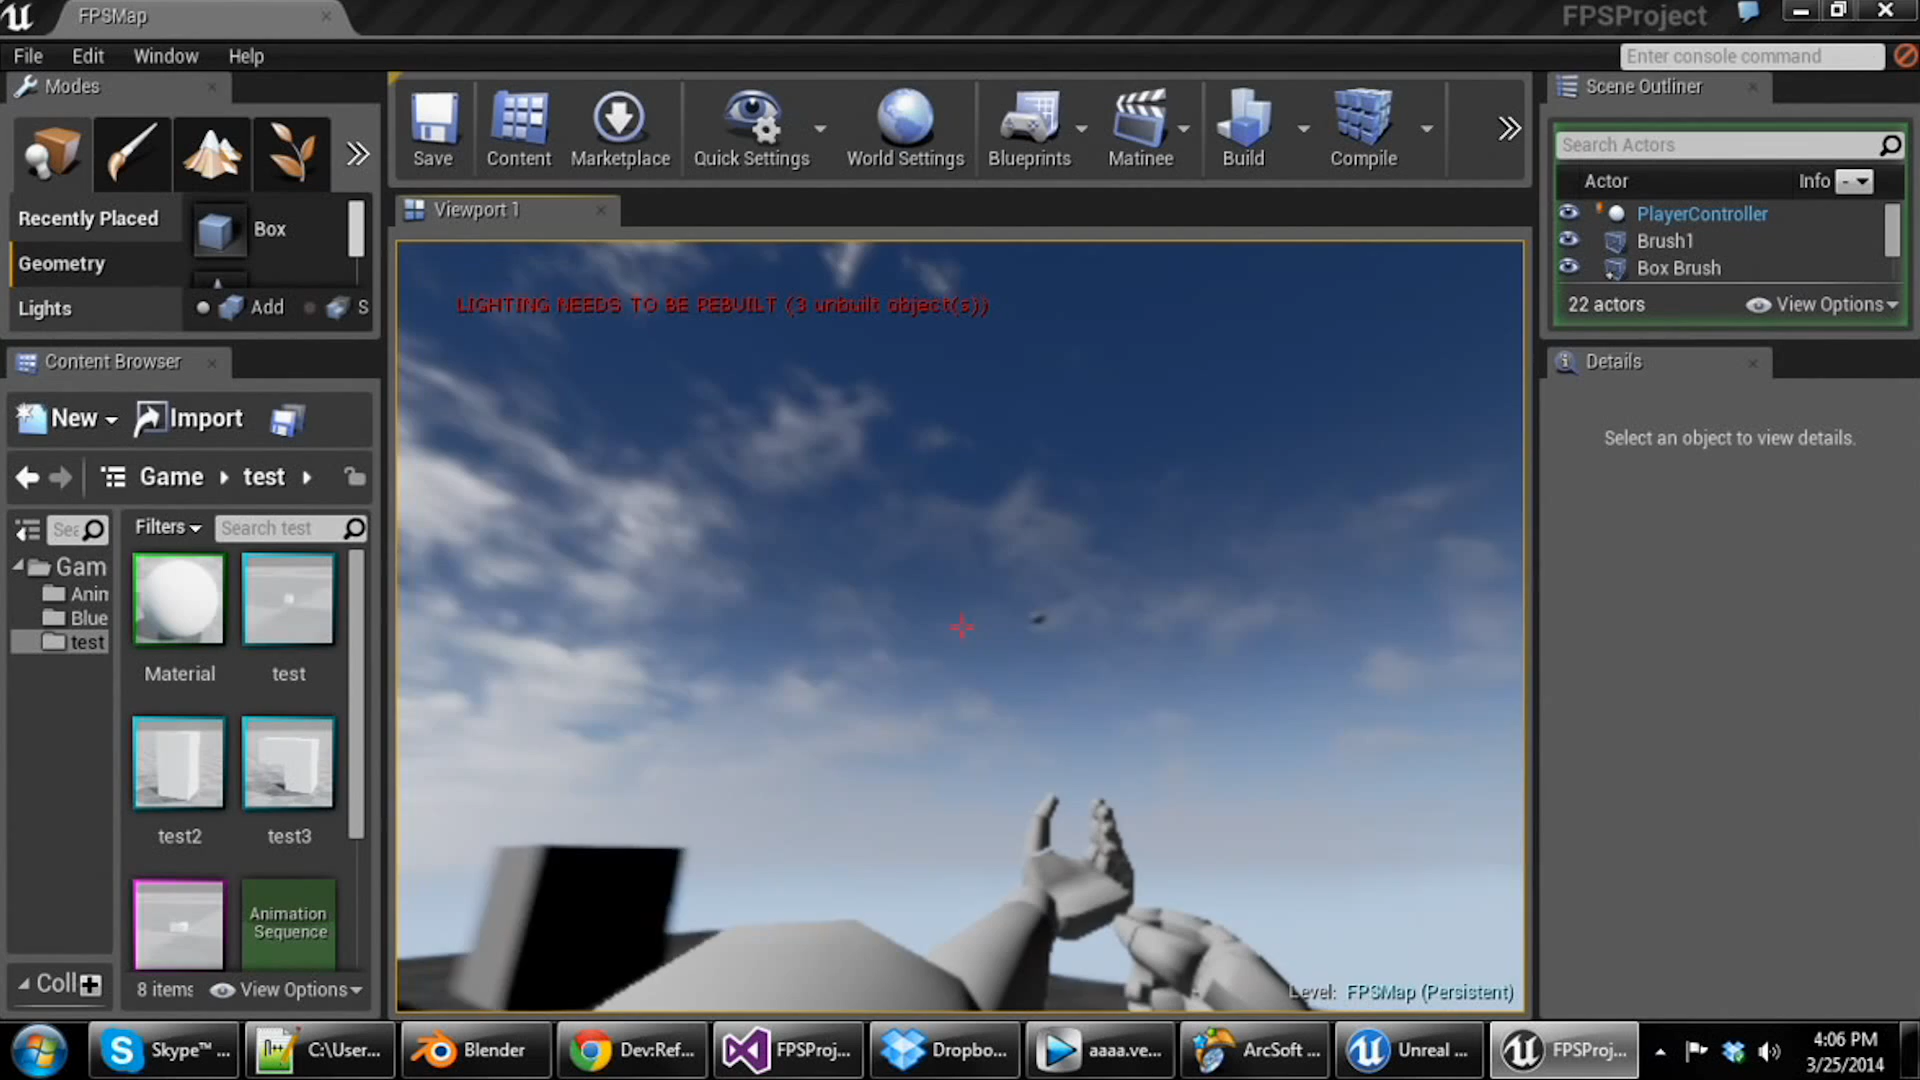 FPSMap
FPSProject
File Edit Window Help
Enter console command
Modes
Recently Placed
Geometry
Lights
Box
Add
S
Save
Content
Marketplace
Quick Settings
World Settings
Blueprints
Matinee
Build
Compile
Viewport 1
LIGHTING NEEDS TO BE REBUILT (3 unbuilt object(s))
Level: FPSMap (Persistent)
Scene Outliner
Search Actors
Actor Info -
PlayerController
Brush1
Box Brush
22 actors View Options
Details
Select an object to view details.
Content Browser
New Import
Game test
Sea
Filters Search test
Gam
Anin
Blue
test
Material
test
test2
test3
Animation
Sequence
Coll
8 items View Options
Skype™ ...
C:\User...
Blender
Dev:Ref...
FPSProj...
Dropbo...
aaaa.ve...
ArcSoft ...
Unreal ...
FPSProj...
4:06 PM
3/25/2014